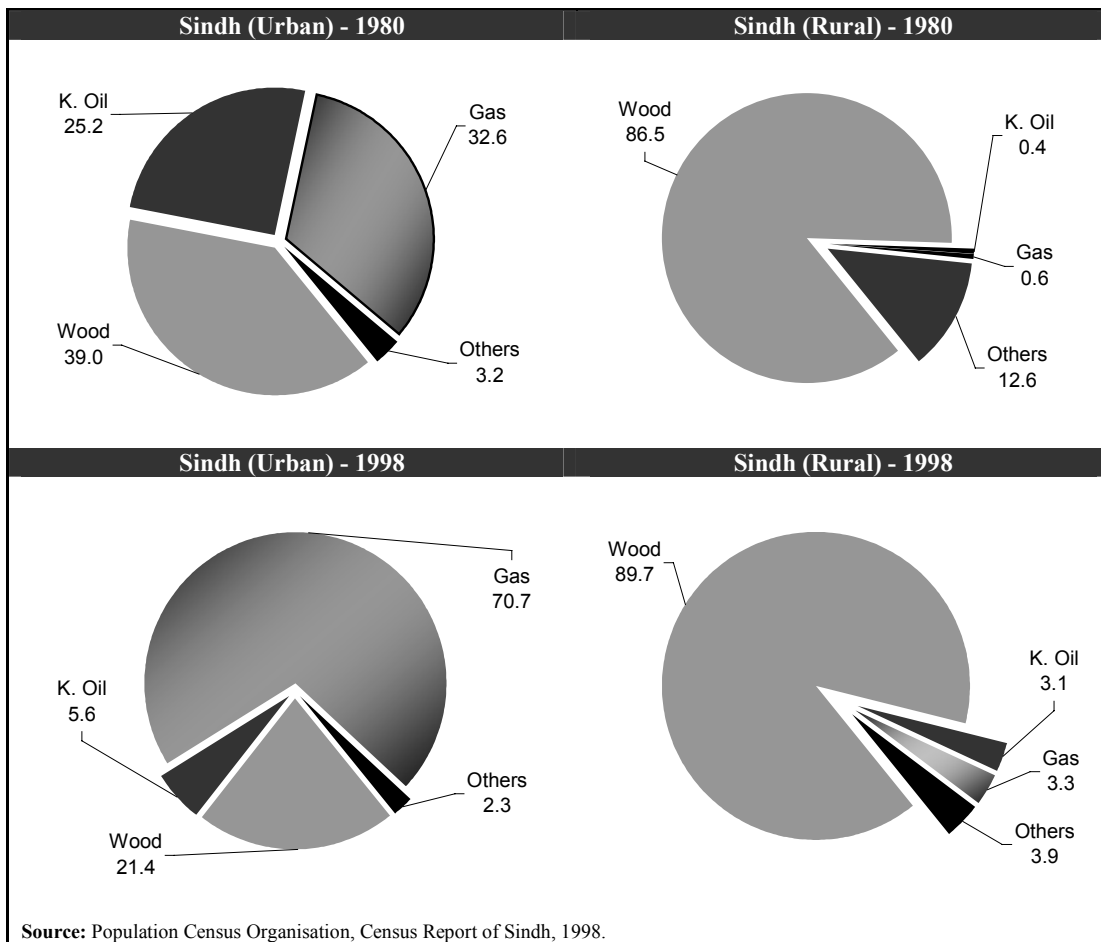 Sindh (Urban) - 1980
K. Oil
25.2
Gas
32.6
Wood
39.0
Others
3.2
Sindh (Rural) - 1980
Wood
86.5
K. Oil
0.4
Gas
0.6
Others
12.6
Sindh (Urban) - 1998
Gas
70.7
K. Oil
5.6
Others
2.3
Wood
21.4
Sindh (Rural) - 1998
Wood
89.7
K. Oil
3.1
Gas
3.3
Others
3.9
Source: Population Census Organisation, Census Report of Sindh, 1998.